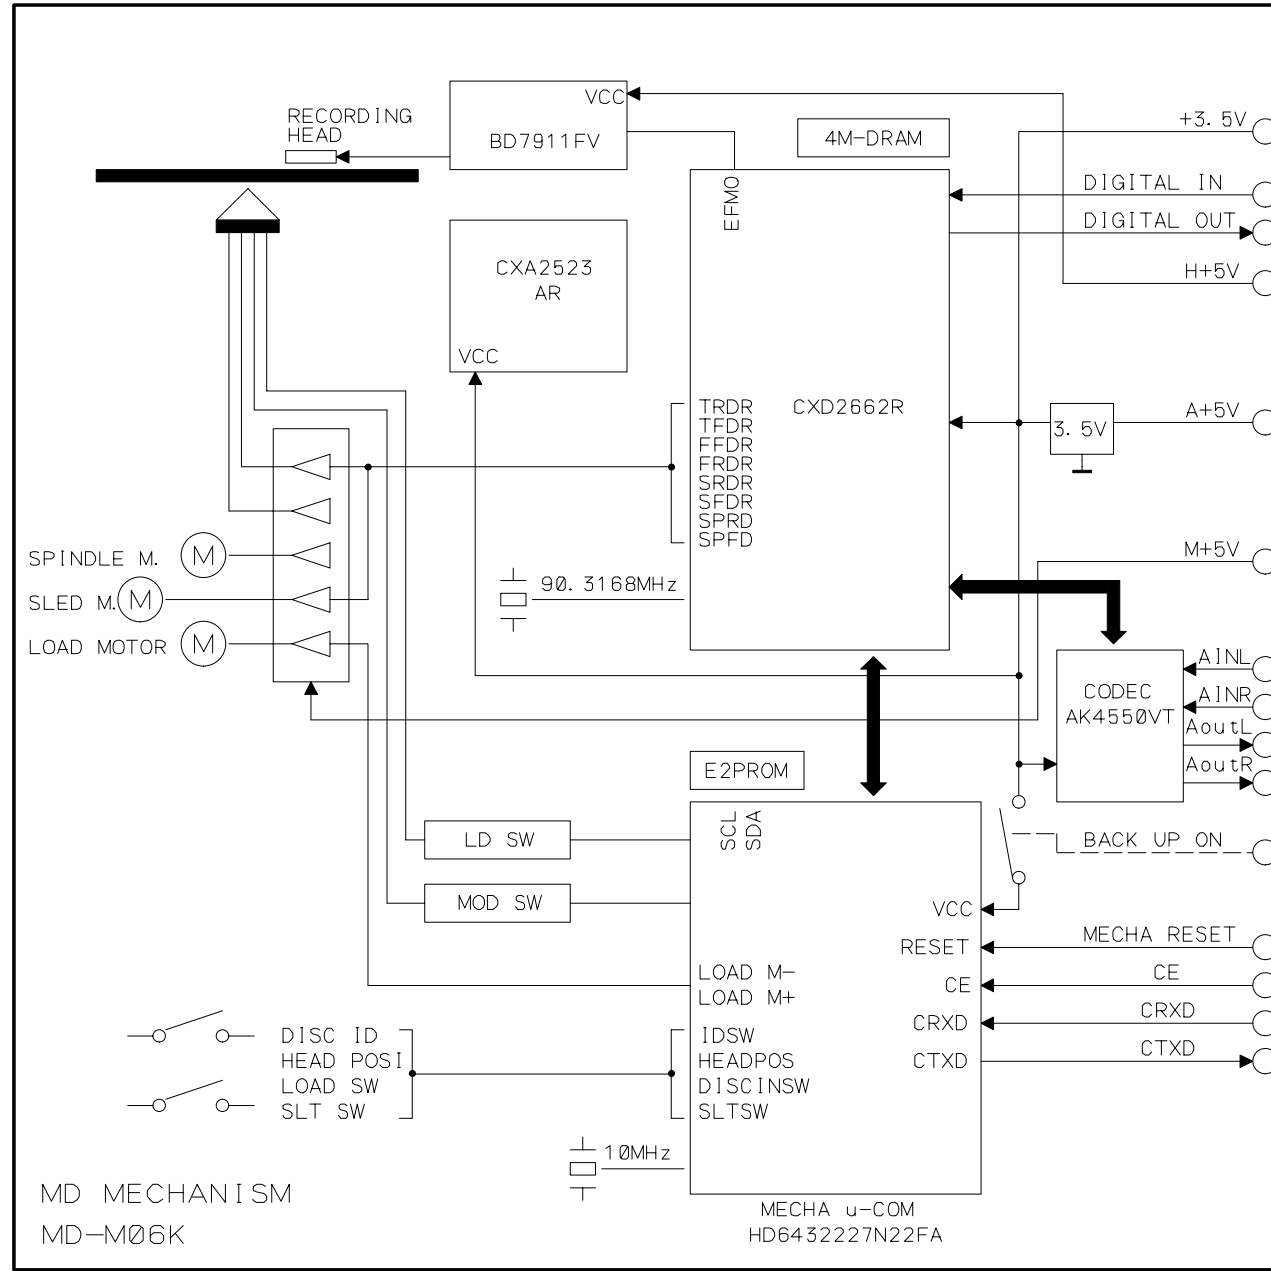 RECORDING
HEAD
VCC
BD7911FV
4M-DRAM
+3.5V
EFMO
DIGITAL IN
DIGITAL OUT
H+5V
CXA2523
AR
VCC
TRDR
TFDR
FFDR
FRDR
SRDR
SFDR
SPRD
SPFD
CXD2662R
3.5V
A+5V
M+5V
SPINDLE M.
M
SLED M.
M
LOAD MOTOR
M
90.3168MHz
CODEC
AK4550VT
AINL
AINR
AoutL
AoutR
E2PROM
SCL
SDA
LD SW
MOD SW
BACK UP ON
VCC
RESET
MECHA RESET
CE
CE
CRXD
CRXD
CTXD
CTXD
LOAD M-
LOAD M+
DISC ID
HEAD POSI
LOAD SW
SLT SW
IDSW
HEADPOS
DISCINSW
SLTSW
10MHz
MECHA u-COM
HD6432227N22FA
MD MECHANISM
MD-M06K